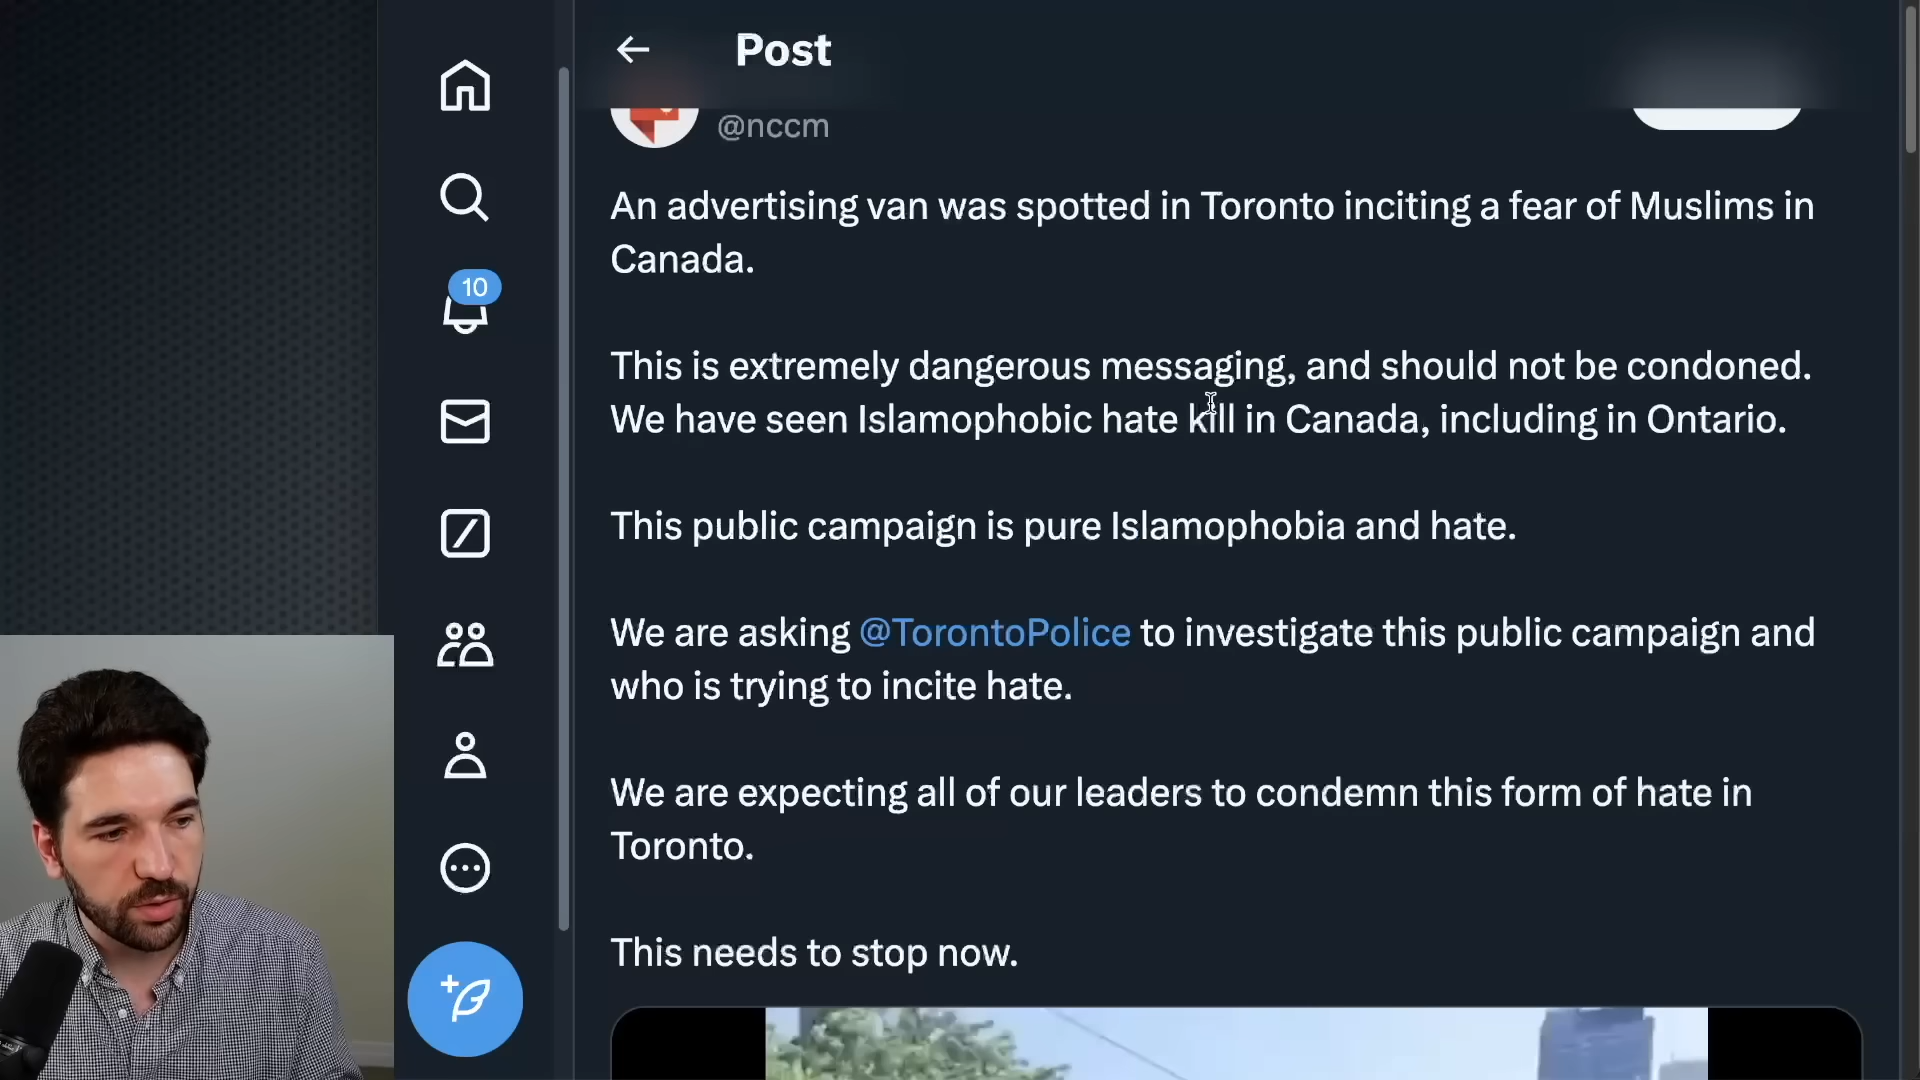 Post
@nccm
An advertising van was spotted in Toronto inciting a fear of Muslims in
Canada.
This is extremely dangerous messaging, and should not be condoned.
We have seen Islamophobic hate kill in Canada, including in Ontario.
This public campaign is pure Islamophobia and hate.
We are asking @TorontoPolice to investigate this public campaign and
who is trying to incite hate.
We are expecting all of our leaders to condemn this form of hate in
Toronto.
This needs to stop now.
10